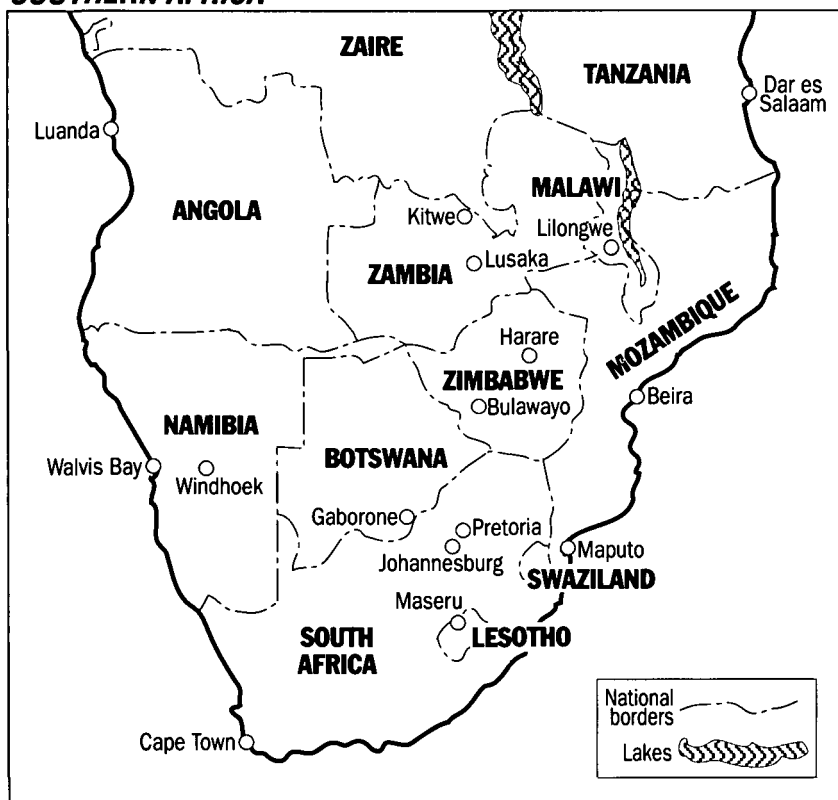 SOUTHERN AFRICA
ZAIRE
TANZANIA
Dar es
Salaam
Luanda
MALAWI
ANGOLA
Kitwe
Lilongwe
Lusaka
ZAMBIA
MOZAMBIQUE
Harare
ZIMBABWE
Beira
Bulawayo
NAMIBIA
BOTSWANA
Walvis Bay
Windhoek
Gaborone
Pretoria
Johannesburg
Maputo
SWAZILAND
Maseru
SOUTH
AFRICA
LESOTHO
National
borders
Cape Town
Lakes